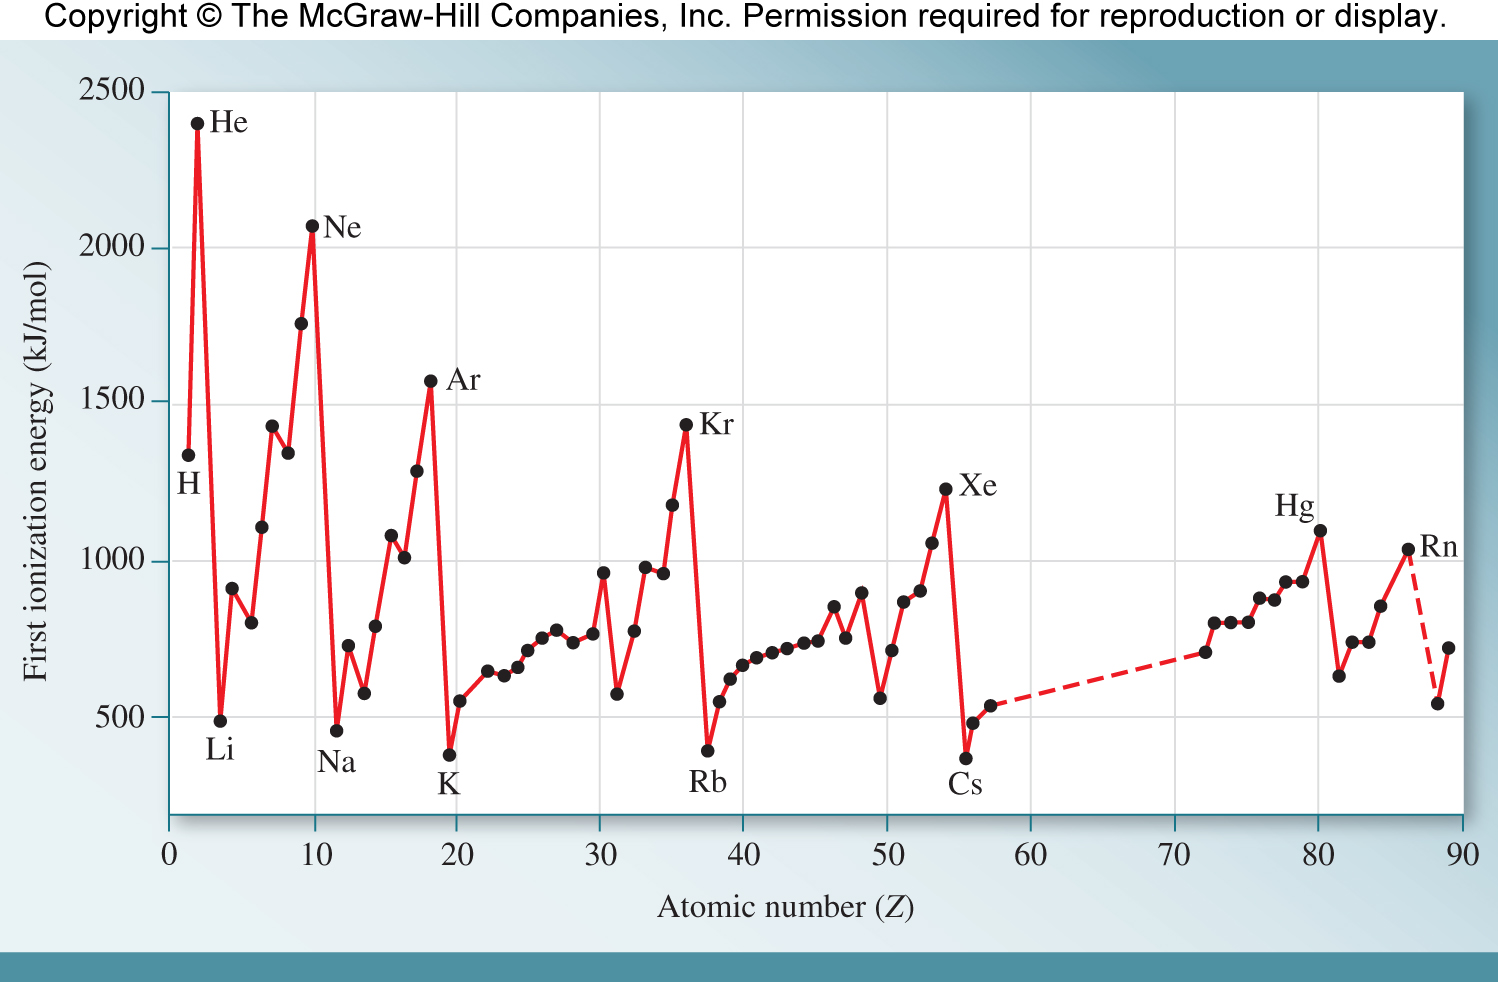 Copyright © The McGraw-Hill Companies, Inc. Permission required for reproduction or display.
2500
He
Ne
2000
Ar
1500
Kr
H
Xe
Hg
Rn
1000
500
Li
Na
K
Rb
Cs
First ionization energy (kJ/mol)
0 10 20 30 40 50 60 70 80 90
Atomic number (Z)